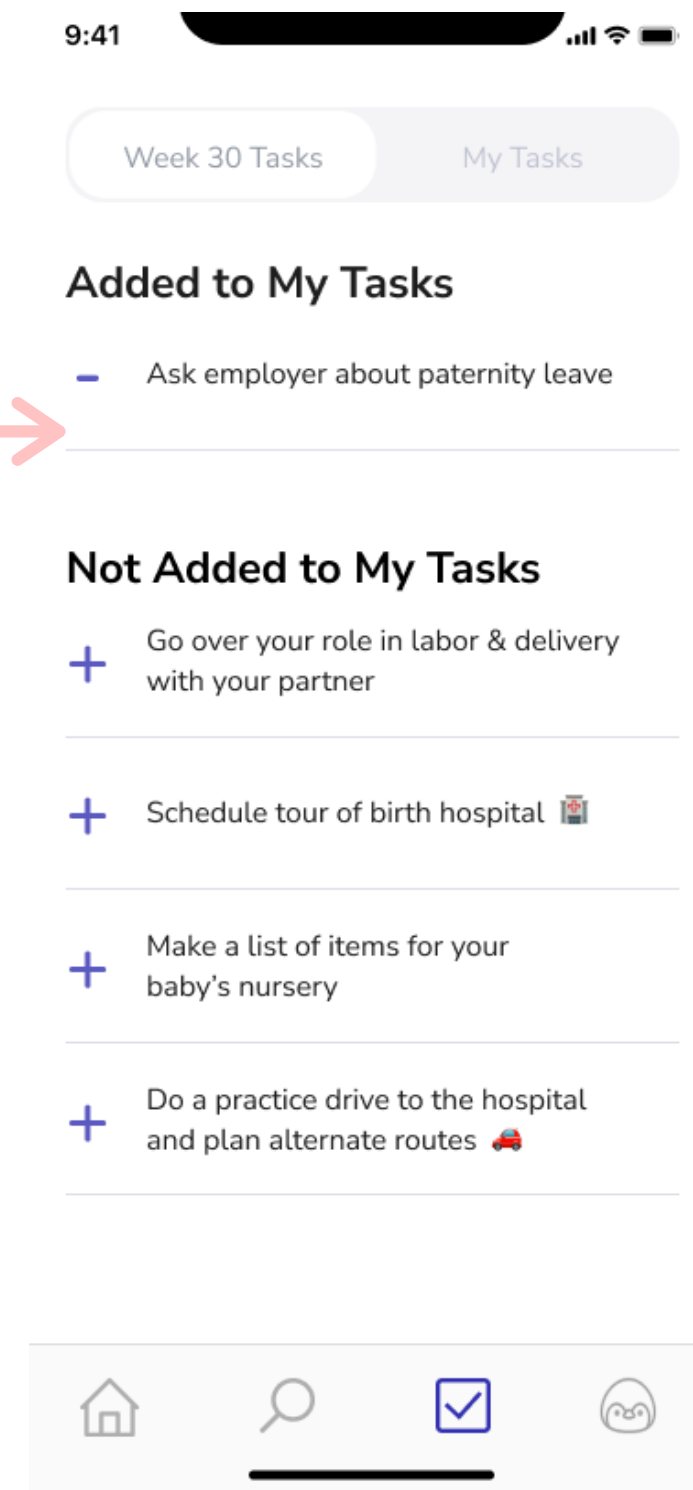 9:41
Week 30 Tasks
My Tasks
Added to My Tasks
Ask employer about paternity leave
Not Added to My Tasks
Go over your role in labor & delivery
with your partner
Schedule tour of birth hospital 🏥
Make a list of items for your
baby’s nursery
Do a practice drive to the hospital
and plan alternate routes 🚗